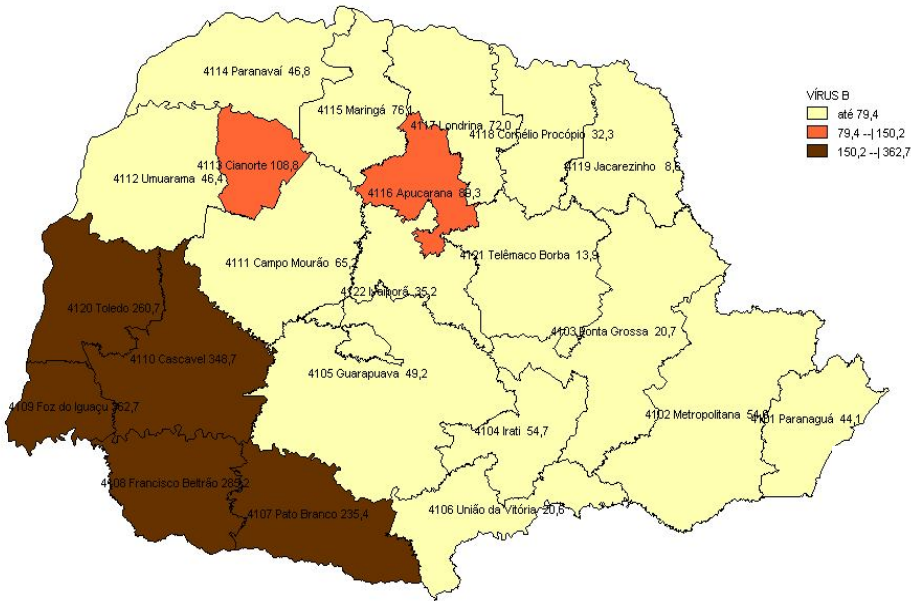 4114 Paranavaí 46,8
VÍRUS B
até 79,4
79,4 --| 150,2
150,2 --| 362,7
4115 Maringá 76,1
4117 Londrina 72,0
4118 Cornélio Procópio 32,3
4113 Cianorte 108,8
4119 Jacarezinho 8,6
4112 Umuarama 46,4
4116 Apucarana 89,3
4111 Campo Mourão 65,2
4121 Telêmaco Borba 13,9
4122 Ivaiporã 35,2
4120 Toledo 260,7
4103 Ponta Grossa 20,7
4110 Cascavel 348,7
4105 Guarapuava 49,2
4109 Foz do Iguaçu 362,7
4102 Metropolitana
4101 Paranaguá 44,1
4104 Irati 54,7
4108 Francisco Beltrão
4107 Pato Branco 235,4
4106 União da Vitória 20,6